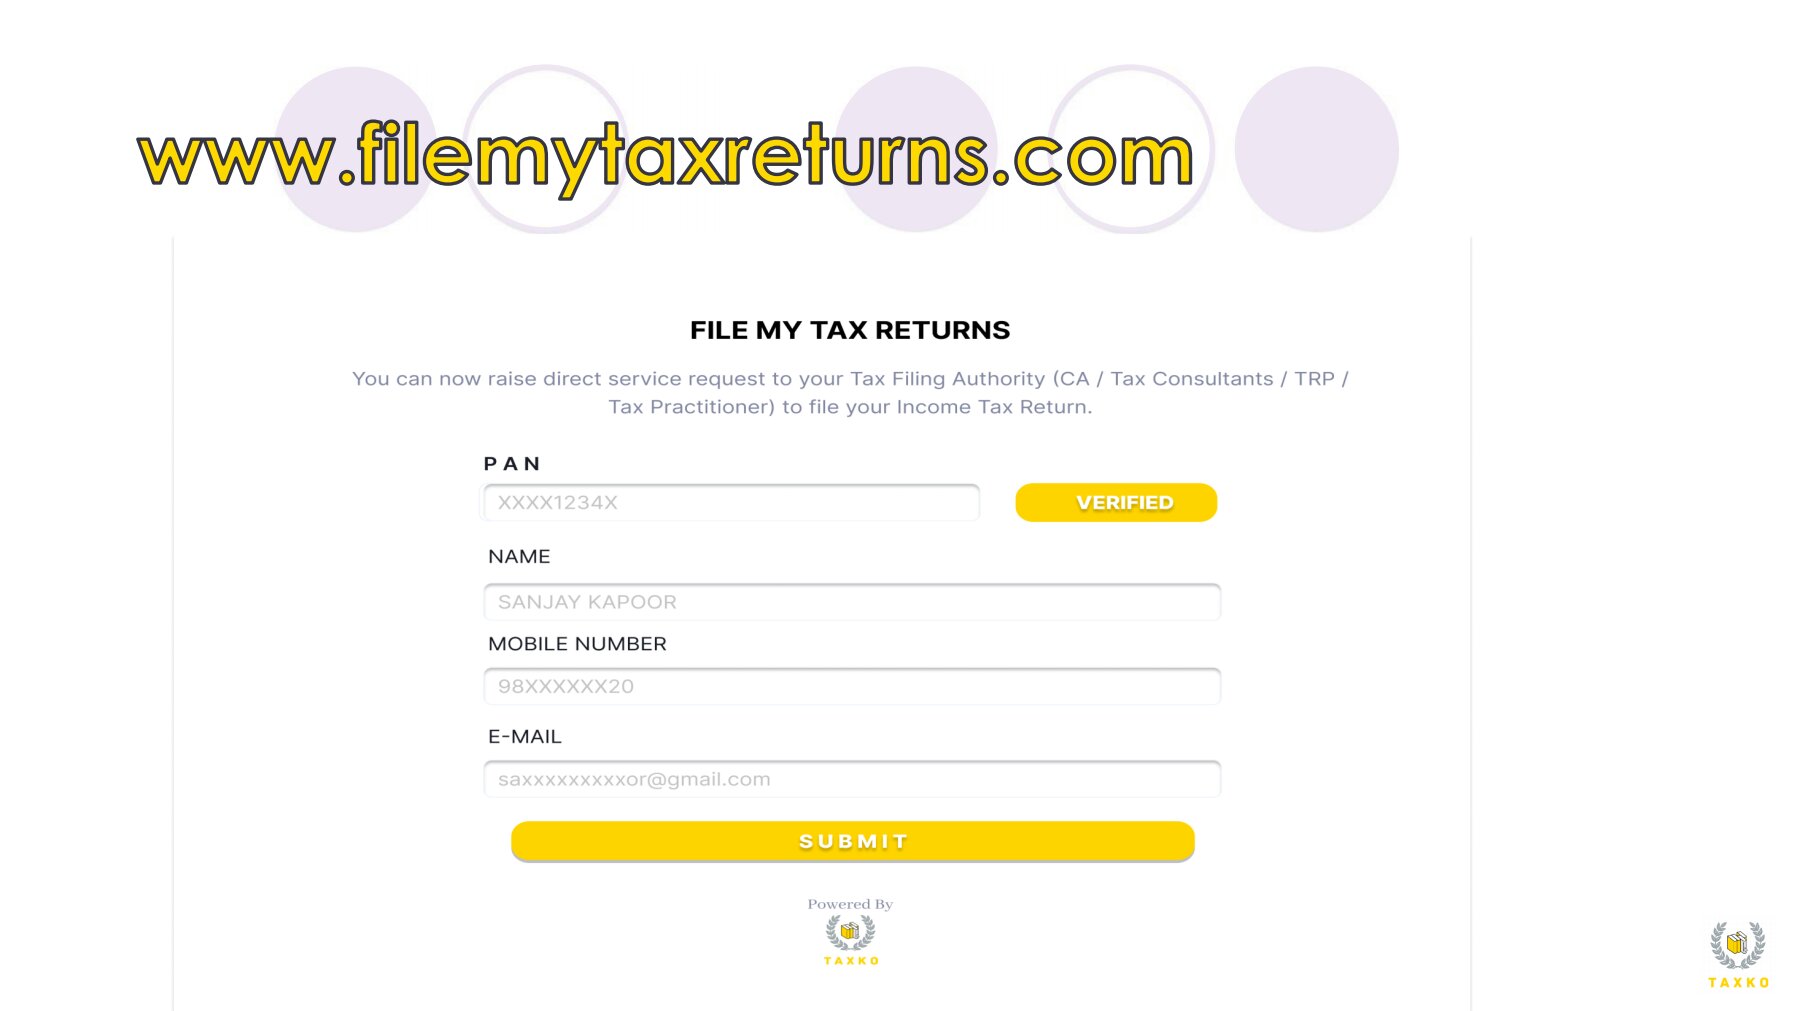 www.filemytaxreturns.com
FILE MY TAX RETURNS
You can now raise direct service request to your Tax Filing Authority (CA / Tax Consultants / TRP /
Tax Practitioner) to file your Income Tax Return.
PAN
XXXX1234X
VERIFIED
NAME
SANJAY KAPOOR
MOBILE NUMBER
98XXXXXX20
E-MAIL
saxxxxxxxxxor@gmail.com
SUBMIT
Powered By
TAXKO
TAXKO